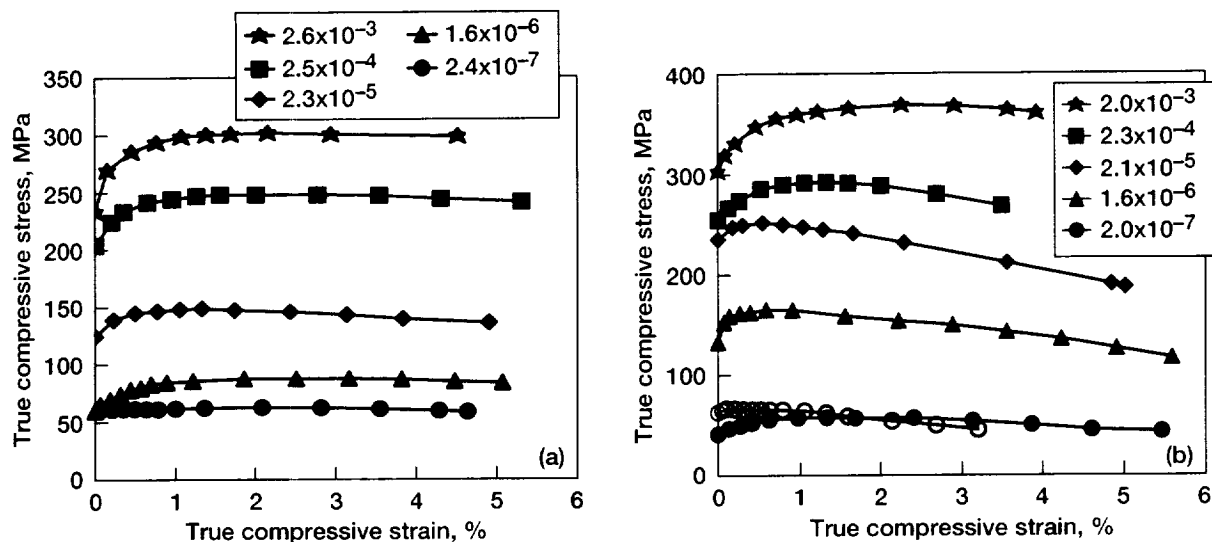 2.6x10⁻³ 1.6x10⁻⁶
2.5x10⁻⁴ 2.4x10⁻⁷
2.3x10⁻⁵
350
300
250
200
150
100
50
0
True compressive stress, MPa
0 1 2 3 4 5 6
True compressive strain, %
(a)
400
300
200
100
0
True compressive stress, MPa
2.0x10⁻³
2.3x10⁻⁴
2.1x10⁻⁵
1.6x10⁻⁶
2.0x10⁻⁷
0 1 2 3 4 5 6
True compressive strain, %
(b)